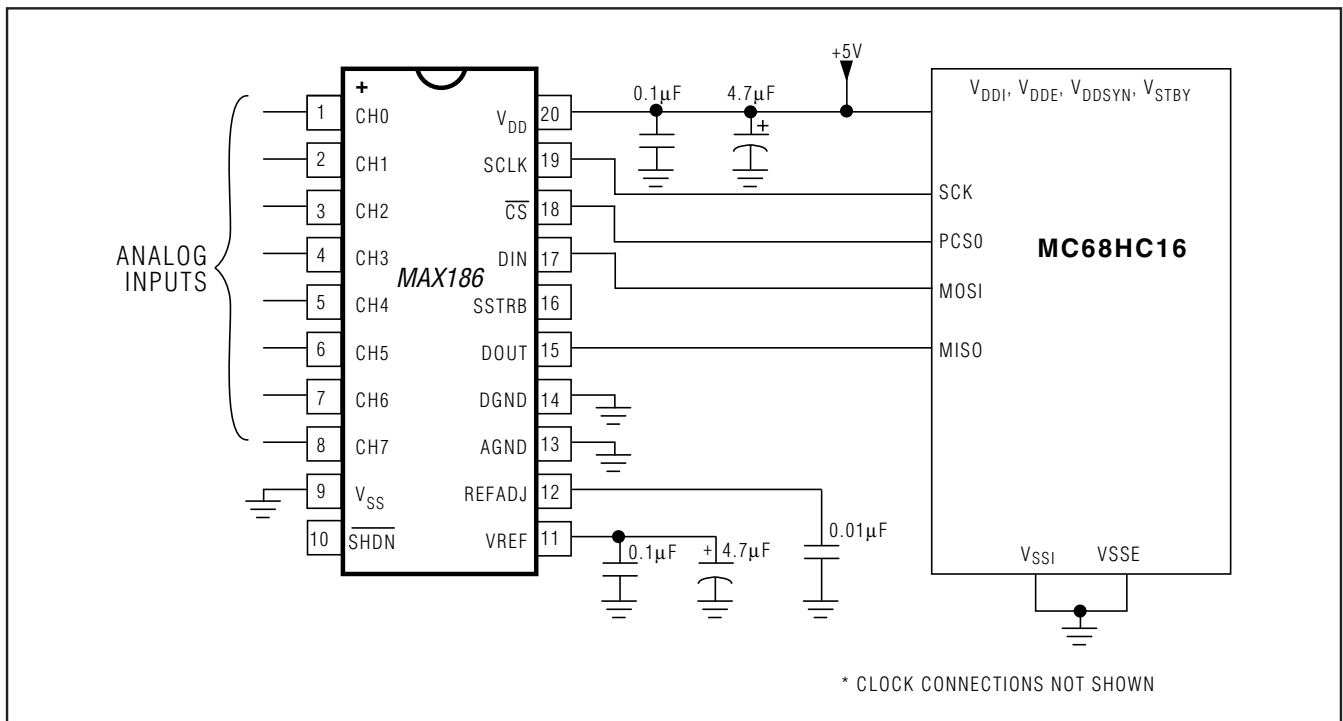 +5V
0.1µF 4.7µF
+
V_DDI, V_DDE, V_DDSYN, V_STBY
+
1 CH0 V_DD 20
2 CH1 SCLK 19
SCK
3 CH2 C̅S̅ 18
PCS0
MC68HC16
ANALOG
INPUTS
4 CH3 DIN 17
MAX186
MOSI
5 CH4 SSTRB 16
6 CH5 DOUT 15
MISO
7 CH6 DGND 14
8 CH7 AGND 13
9 V_SS REFADJ 12
10 S̅H̅D̅N̅ VREF 11
0.1µF + 4.7µF
0.01µF
V_SSI VSSE
* CLOCK CONNECTIONS NOT SHOWN